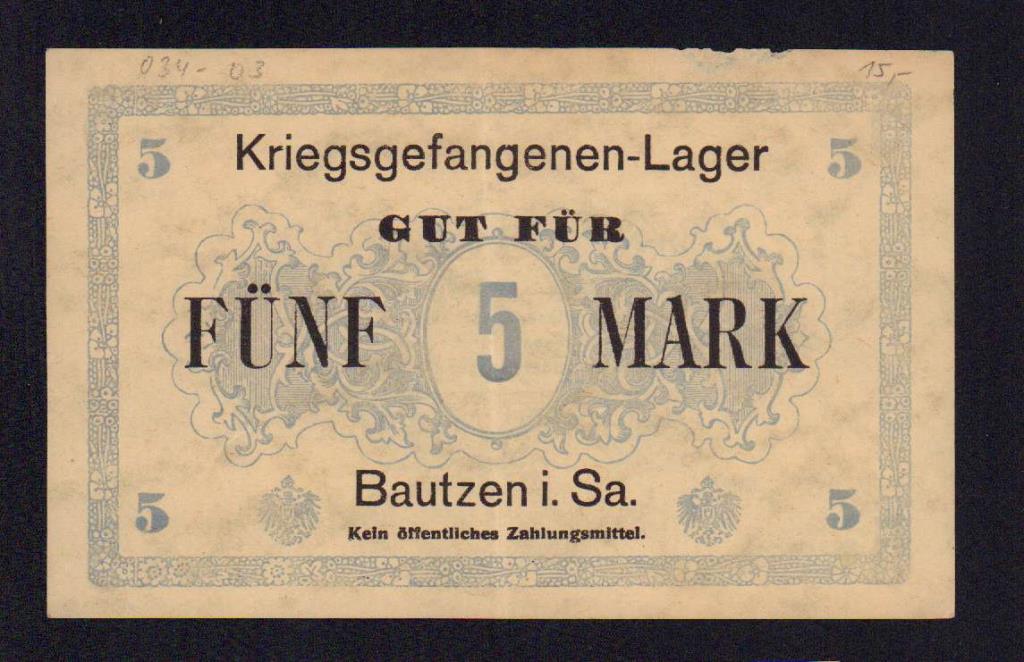 034-03 15,-
5 Kriegsgefangenen-Lager 5
GUT FÜR
FÜNF 5 MARK
Bautzen i. Sa.
5 Kein öffentliches Zahlungsmittel. 5